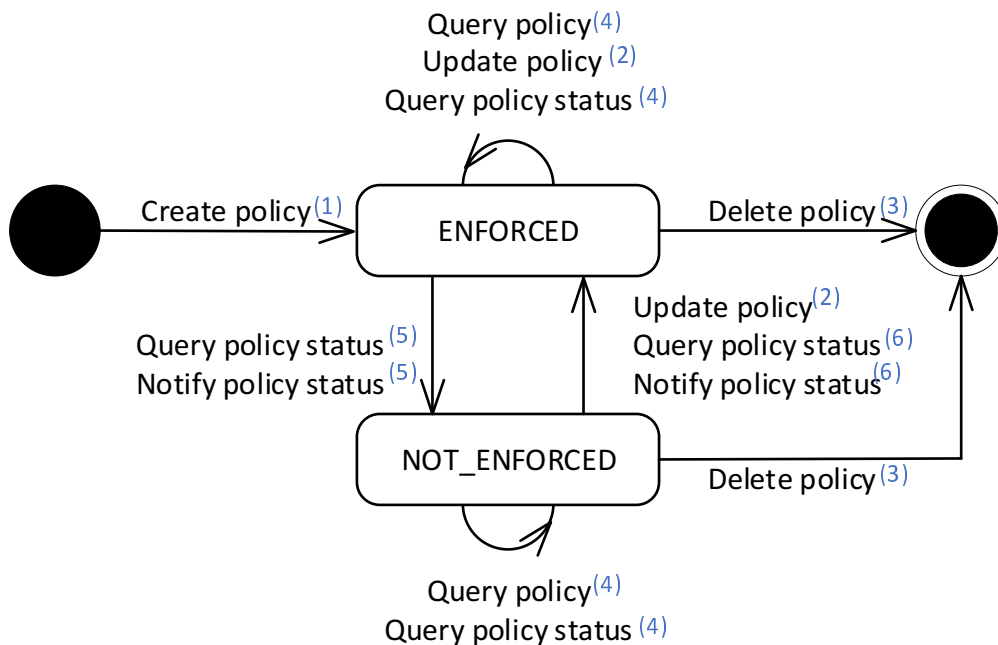 Query policy(4)
Update policy (2)
Query policy status (4)
Create policy(1)
ENFORCED
Delete policy(3)
Query policy status (5)
Notify policy status (5)
Update policy(2)
Query policy status(6)
Notify policy status(6)
NOT_ENFORCED
Delete policy(3)
Query policy(4)
Query policy status (4)